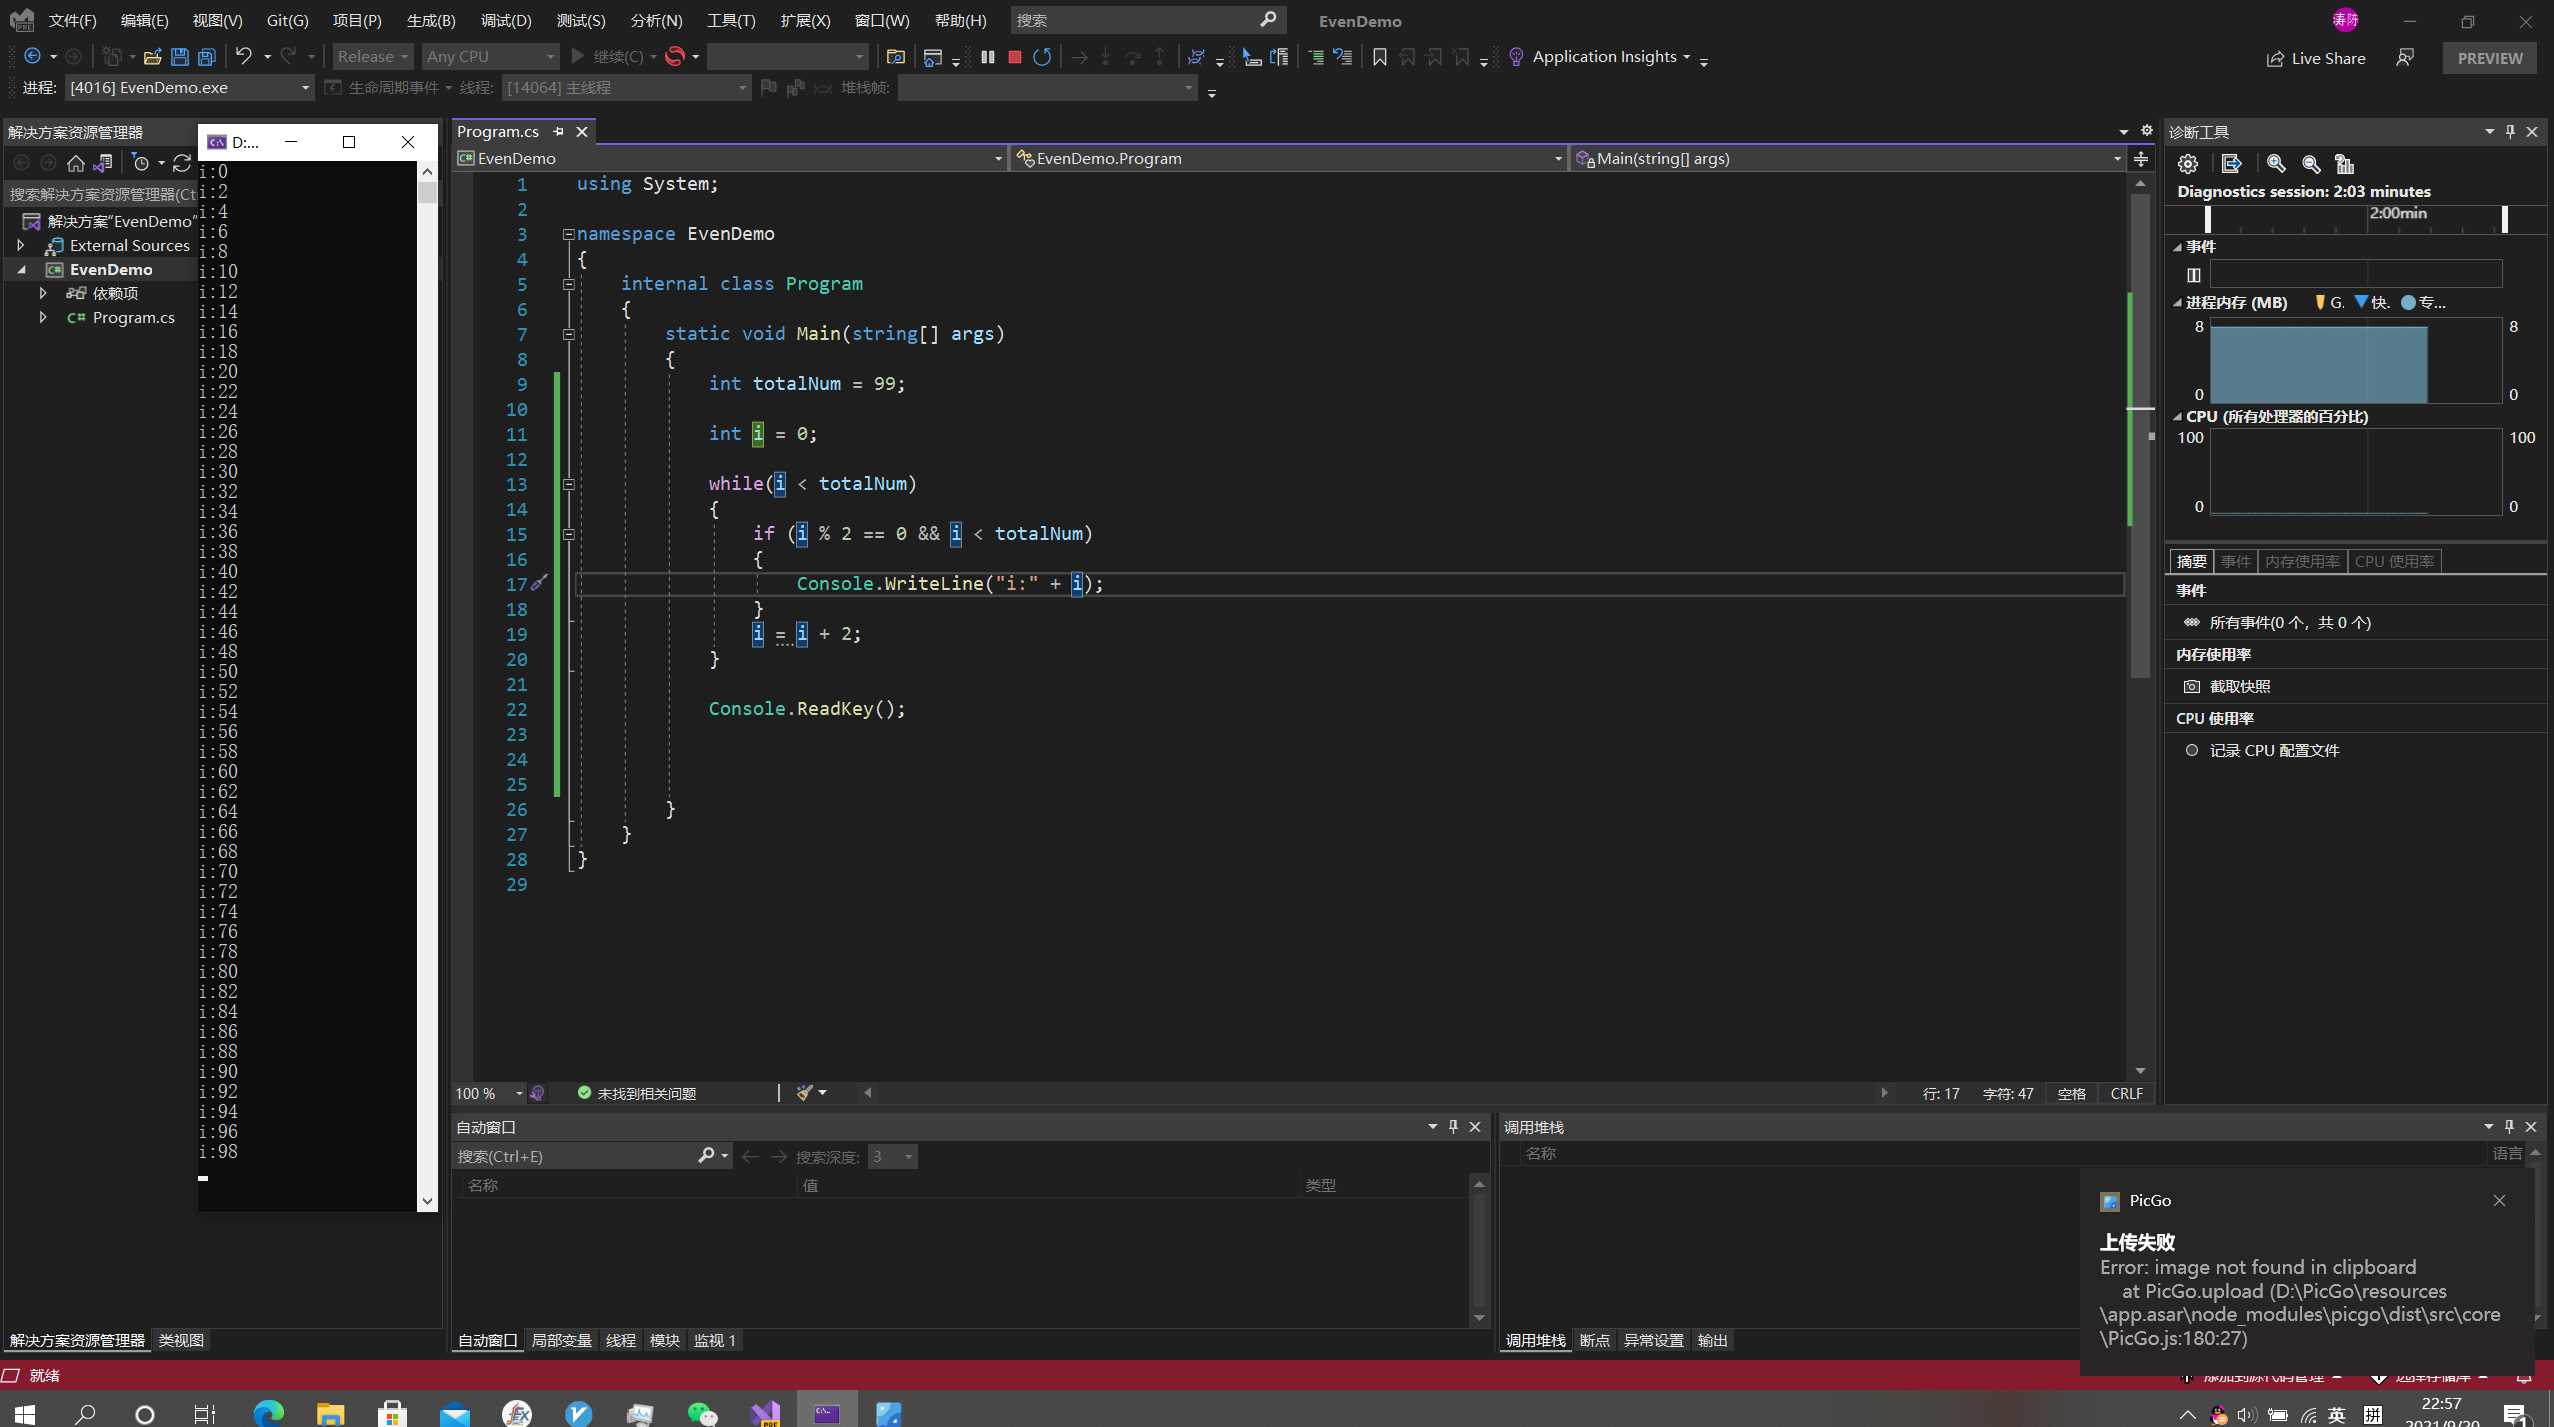 文件(F) 编辑(E) 视图(V) Git(G) 项目(P) 生成(B) 调试(D) 测试(S) 分析(N) 工具(T) 扩展(X) 窗口(W) 帮助(H) 搜索 EvenDemo 涛陈
Release Any CPU 继续(C) Application Insights Live Share PREVIEW
进程: [4016] EvenDemo.exe 生命周期事件 线程: [14064] 主线程 堆栈帧:
解决方案资源管理器
搜索解决方案资源管理器(Ct
解决方案"EvenDemo"
External Sources
EvenDemo
依赖项
C# Program.cs
D:...
i:0
i:2
i:4
i:6
i:8
i:10
i:12
i:14
i:16
i:18
i:20
i:22
i:24
i:26
i:28
i:30
i:32
i:34
i:36
i:38
i:40
i:42
i:44
i:46
i:48
i:50
i:52
i:54
i:56
i:58
i:60
i:62
i:64
i:66
i:68
i:70
i:72
i:74
i:76
i:78
i:80
i:82
i:84
i:86
i:88
i:90
i:92
i:94
i:96
i:98
解决方案资源管理器 类视图
Program.cs
EvenDemo EvenDemo.Program Main(string[] args)
1 using System;
2
3 namespace EvenDemo
4 {
5 internal class Program
6 {
7 static void Main(string[] args)
8 {
9 int totalNum = 99;
10
11 int i = 0;
12
13 while(i < totalNum)
14 {
15 if (i % 2 == 0 && i < totalNum)
16 {
17 Console.WriteLine("i:" + i);
18 }
19 i = i + 2;
20 }
21
22 Console.ReadKey();
23
24
25
26 }
27 }
28 }
29
100 % 未找到相关问题 行: 17 字符: 47 空格 CRLF
自动窗口
搜索(Ctrl+E) 搜索深度: 3
名称 值 类型
自动窗口 局部变量 线程 模块 监视 1
调用堆栈
名称 语言
调用堆栈 断点 异常设置 输出
诊断工具
Diagnostics session: 2:03 minutes
2:00min
事件
进程内存 (MB) G. 快. 专...
8 8
0 0
CPU (所有处理器的百分比)
100 100
0 0
摘要 事件 内存使用率 CPU 使用率
事件
所有事件(0 个，共 0 个)
内存使用率
截取快照
CPU 使用率
记录 CPU 配置文件
PicGo
上传失败
Error: image not found in clipboard
at PicGo.upload (D:\PicGo\resources
\app.asar\node_modules\picgo\dist\src\core
\PicGo.js:180:27)
就绪 添加到源代码管理 选择存储库
英 拼 22:57
2021/9/20
1